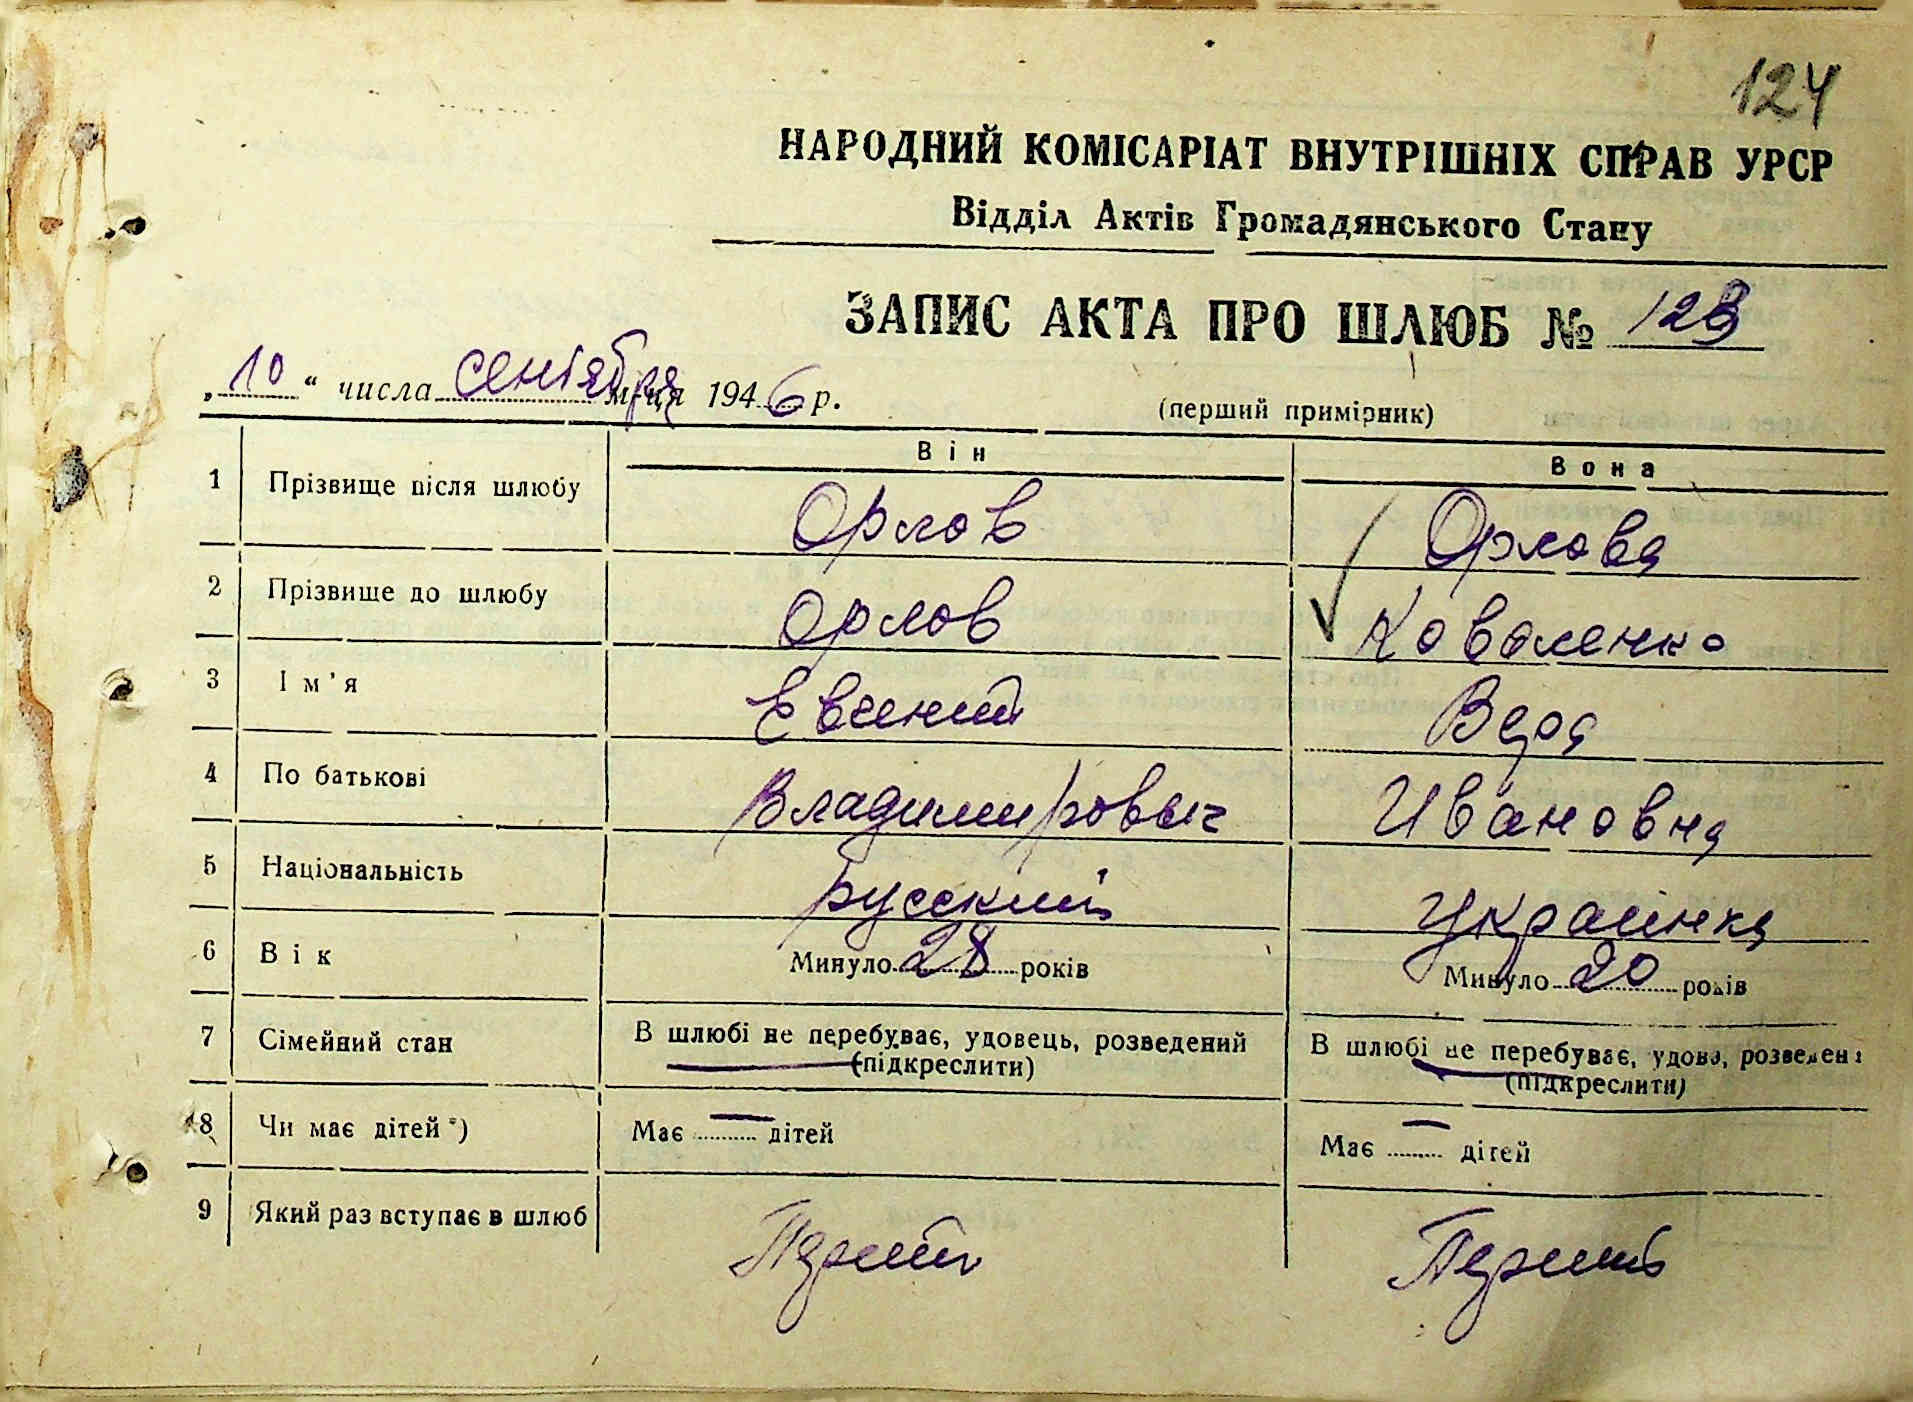 124
НАРОДНИЙ КОМІСАРІАТ ВНУТРІШНІХ СПРАВ УРСР
Відділ Актів Громадянського Стану
ЗАПИС АКТА ПРО ШЛЮБ № 123
„10“ числа сентября м-ця 1946 р.
(перший примірник)
Він Вона
1 Прізвище після шлюбу Орлов Орлова
2 Прізвище до шлюбу Орлов Коваленко
3 Ім'я Евгений Вера
4 По батькові Владимирович Ивановна
5 Національність русский Украінка
6 Вік Минуло 28 років Минуло 20 років
7 Сімейний стан В шлюбі не перебуває, удовець, розведений В шлюбі не перебуває, удова, розведена
(підкреслити) (підкреслити)
8 Чи має дітей*) Має — дітей Має — дітей
9 Який раз вступає в шлюб Перший Перший